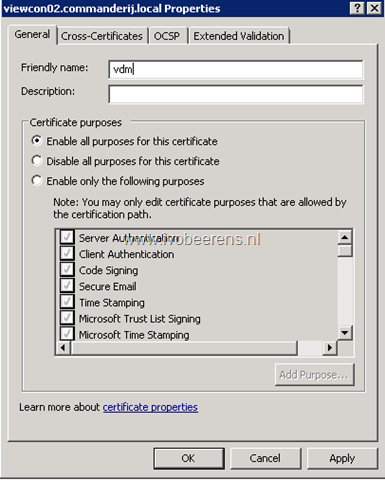 viewcon02.commanderij.local Properties
General Cross-Certificates OCSP Extended Validation
Friendly name: vdm
Description:
Certificate purposes
Enable all purposes for this certificate
Disable all purposes for this certificate
Enable only the following purposes
Note: You may only edit certificate purposes that are allowed by
the certification path.
Server Authentication
www.ivobeerens.nl
Client Authentication
Code Signing
Secure Email
Time Stamping
Microsoft Trust List Signing
Microsoft Time Stamping
Add Purpose...
Learn more about certificate properties
OK Cancel Apply